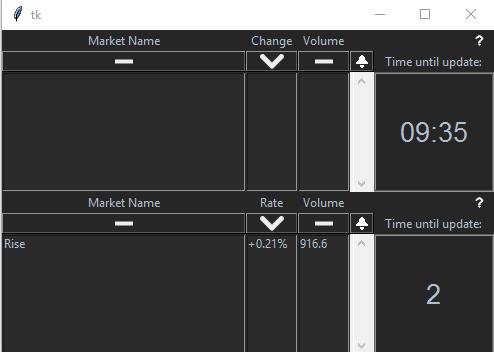 tk
Market Name Change Volume ?
Time until update:
09:35
Market Name Rate Volume ?
Time until update:
Rise +0.21% 916.6
2